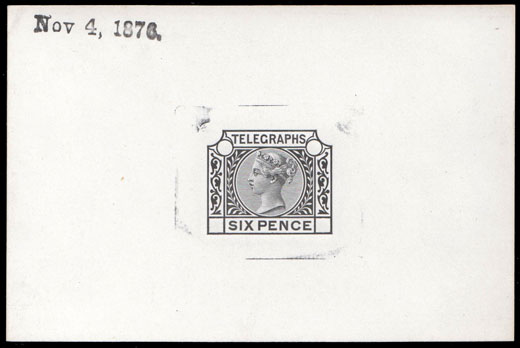 Nov 4, 1876.
TELEGRAPHS
SIX PENCE